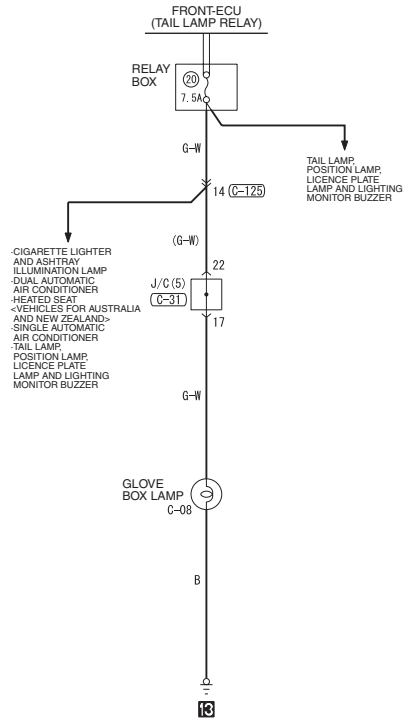 FRONT-ECU
(TAIL LAMP RELAY)
RELAY
BOX
20
7.5A
G-W
TAIL LAMP,
POSITION LAMP,
LICENCE PLATE
LAMP AND LIGHTING
MONITOR BUZZER
14 C-125
(G-W)
·CIGARETTE LIGHTER
AND ASHTRAY
ILLUMINATION LAMP
·DUAL AUTOMATIC
AIR CONDITIONER
·HEATED SEAT
<VEHICLES FOR AUSTRALIA
AND NEW ZEALAND>
·SINGLE AUTOMATIC
AIR CONDITIONER
·TAIL LAMP,
POSITION LAMP,
LICENCE PLATE
LAMP AND LIGHTING
MONITOR BUZZER
22
J/C(5)
C-31
17
G-W
GLOVE
BOX LAMP
C-08
B
13